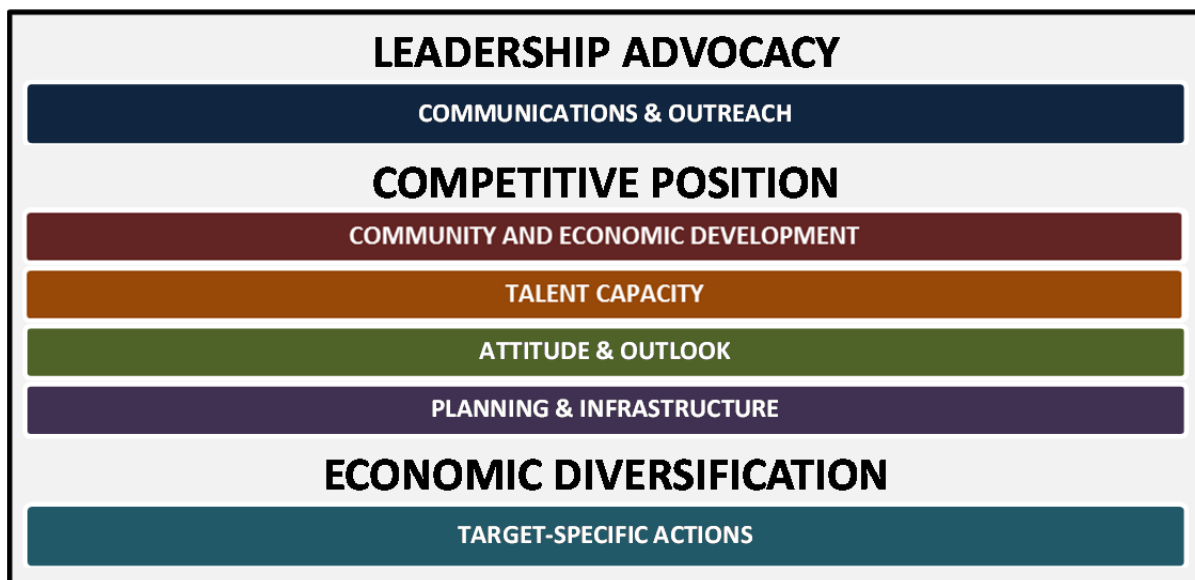 LEADERSHIP ADVOCACY
COMMUNICATIONS & OUTREACH
COMPETITIVE POSITION
COMMUNITY AND ECONOMIC DEVELOPMENT
TALENT CAPACITY
ATTITUDE & OUTLOOK
PLANNING & INFRASTRUCTURE
ECONOMIC DIVERSIFICATION
TARGET-SPECIFIC ACTIONS